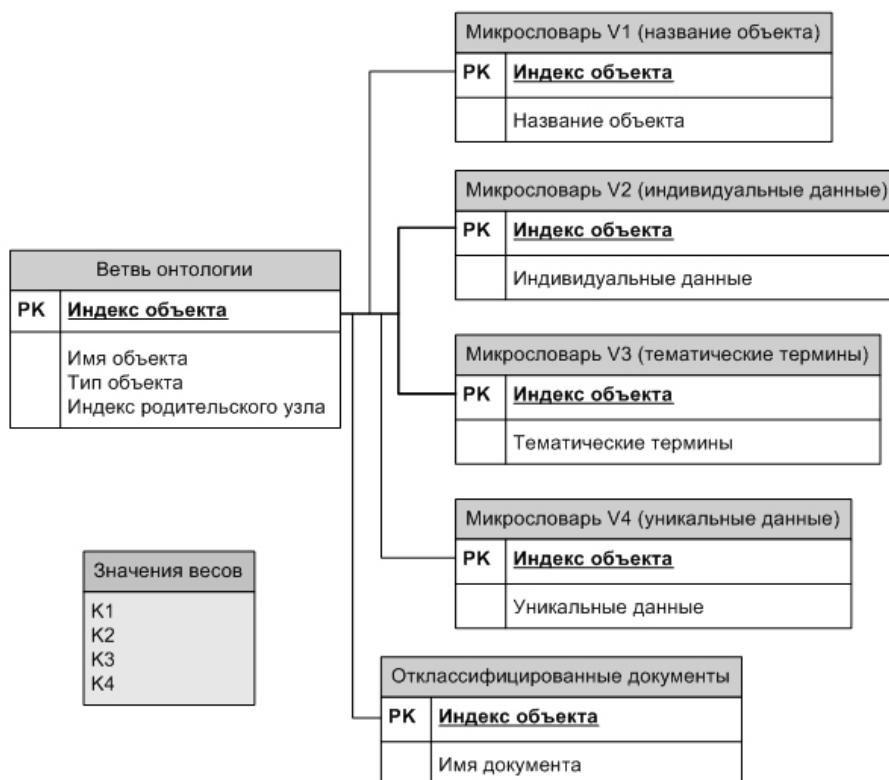 Микрословарь V1 (название объекта)
PK Индекс объекта
Название объекта
Микрословарь V2 (индивидуальные данные)
PK Индекс объекта
Индивидуальные данные
Ветвь онтологии
PK Индекс объекта
Имя объекта
Тип объекта
Индекс родительского узла
Микрословарь V3 (тематические термины)
PK Индекс объекта
Тематические термины
Микрословарь V4 (уникальные данные)
PK Индекс объекта
Уникальные данные
Значения весов
K1
K2
K3
K4
Отклассифицированные документы
PK Индекс объекта
Имя документа